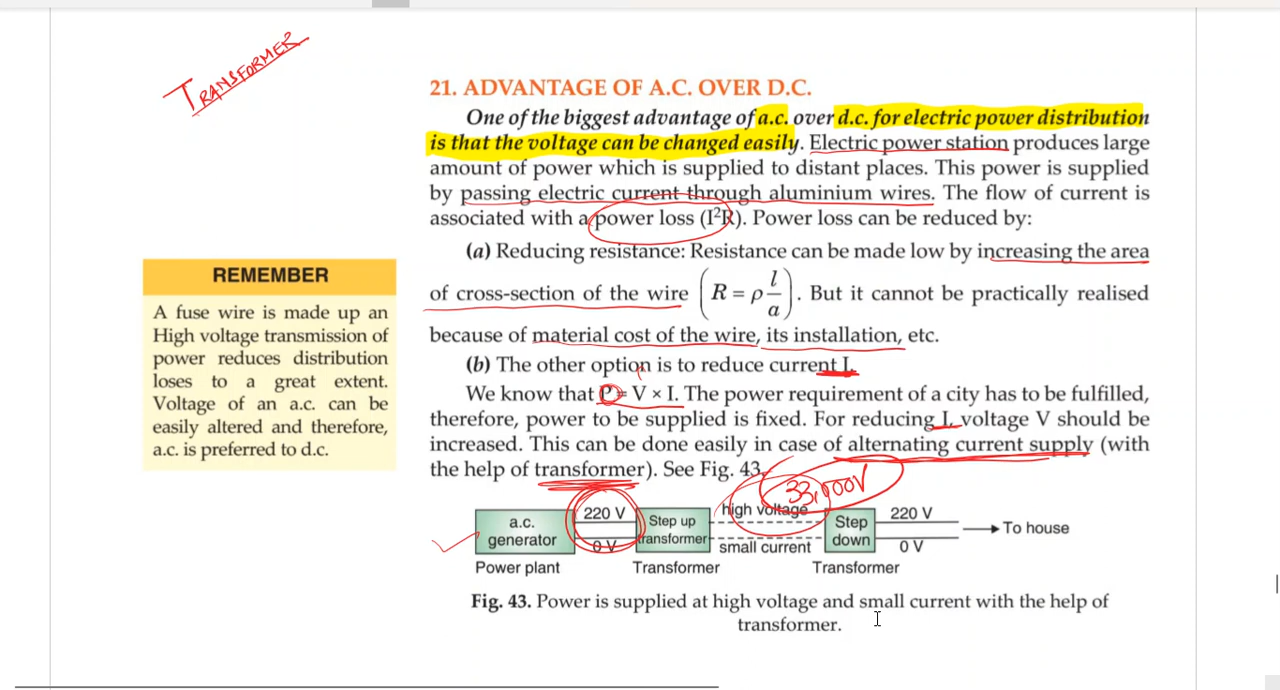 TRANSFORMER
21. ADVANTAGE OF A.C. OVER D.C.
One of the biggest advantage of a.c. over d.c. for electric power distribution
is that the voltage can be changed easily. Electric power station produces large
amount of power which is supplied to distant places. This power is supplied
by passing electric current through aluminium wires. The flow of current is
associated with a power loss (I²R). Power loss can be reduced by:
(a) Reducing resistance: Resistance can be made low by increasing the area
of cross-section of the wire (R = ρ l/a). But it cannot be practically realised
because of material cost of the wire, its installation, etc.
(b) The other option is to reduce current I.
We know that P = V × I. The power requirement of a city has to be fulfilled,
therefore, power to be supplied is fixed. For reducing I, voltage V should be
increased. This can be done easily in case of alternating current supply (with
the help of transformer). See Fig. 43.
REMEMBER
A fuse wire is made up an
High voltage transmission of
power reduces distribution
loses to a great extent.
Voltage of an a.c. can be
easily altered and therefore,
a.c. is preferred to d.c.
33,000V
a.c.
generator
Power plant
220 V
0 V
Step up
transformer
Transformer
high voltage
small current
Step
down
Transformer
220 V
0 V
To house
Fig. 43. Power is supplied at high voltage and small current with the help of
transformer.